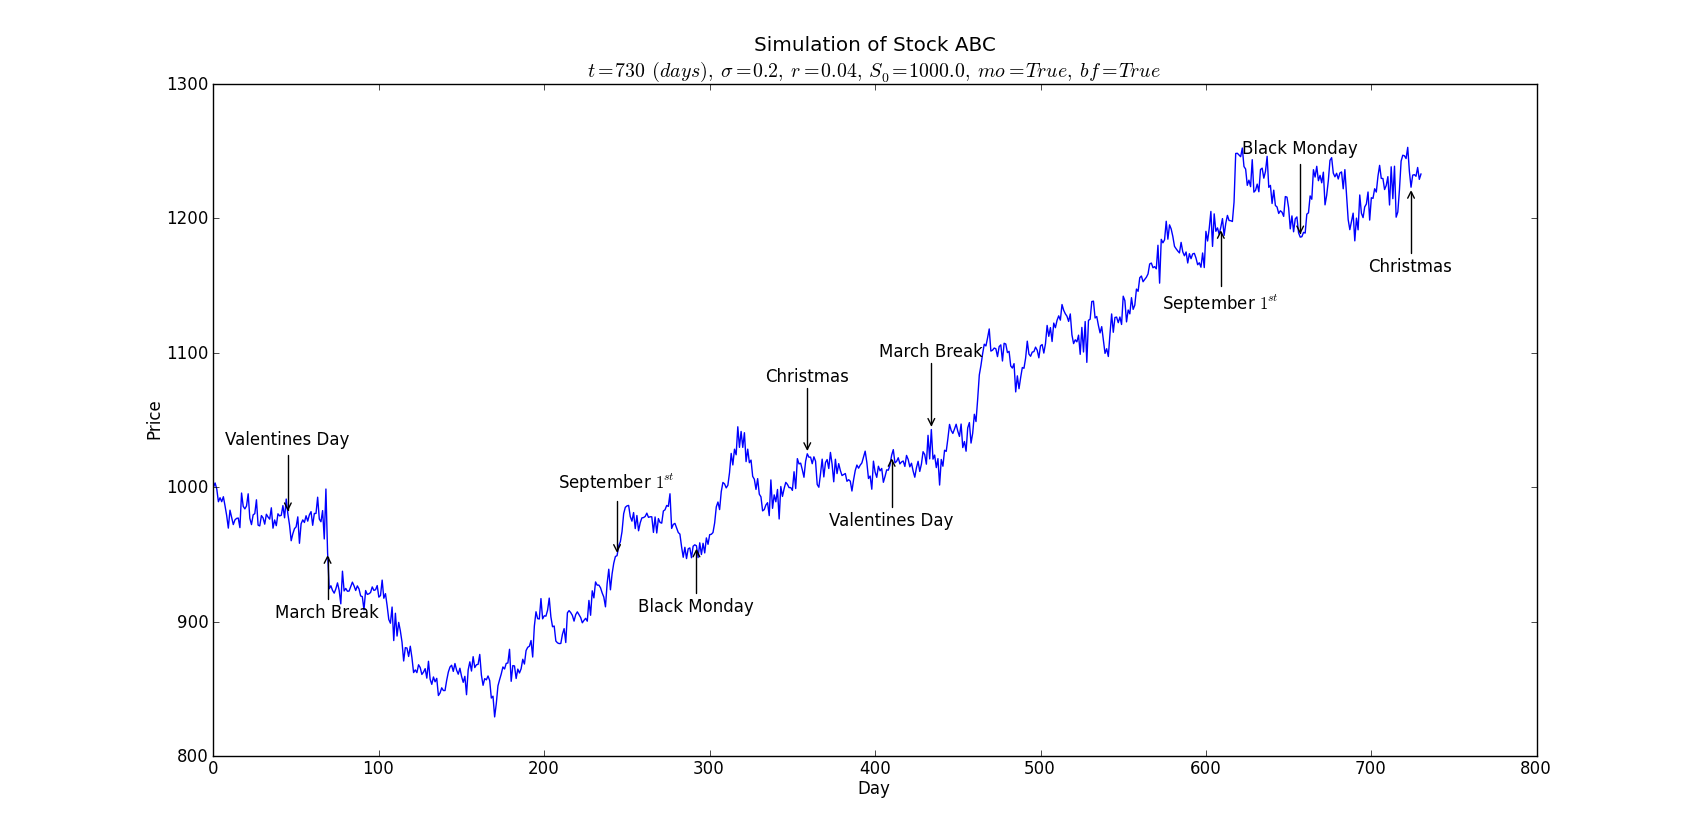 Simulation of Stock ABC
t=730 (days), σ=0.2, r=0.04, S₀=1000.0, mo=True, bf=True
1300
Black Monday
1200
Christmas
September 1ˢᵗ
1100
March Break
Christmas
Price
Valentines Day
1000
September 1ˢᵗ
Valentines Day
900
March Break
Black Monday
800
0 100 200 300 400 500 600 700 800
Day